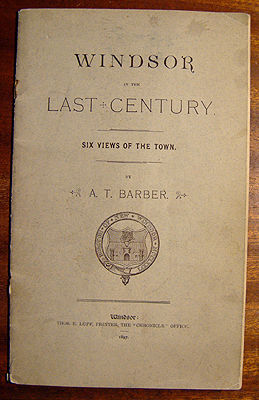 WINDSOR
IN THE
LAST CENTURY.
SIX VIEWS OF THE TOWN.
BY
A. T. BARBER.
Windsor:
THOS. E. LUFF, PRINTER, THE "CHRONICLE" OFFICE.
1897.